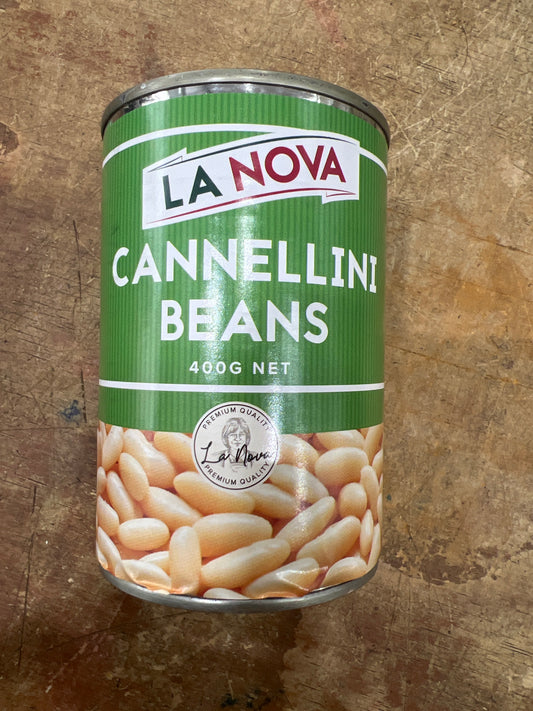 LA NOVA
CANNELLINI
BEANS
400G NET
PREMIUM QUALITY
La Nova
PREMIUM QUALITY